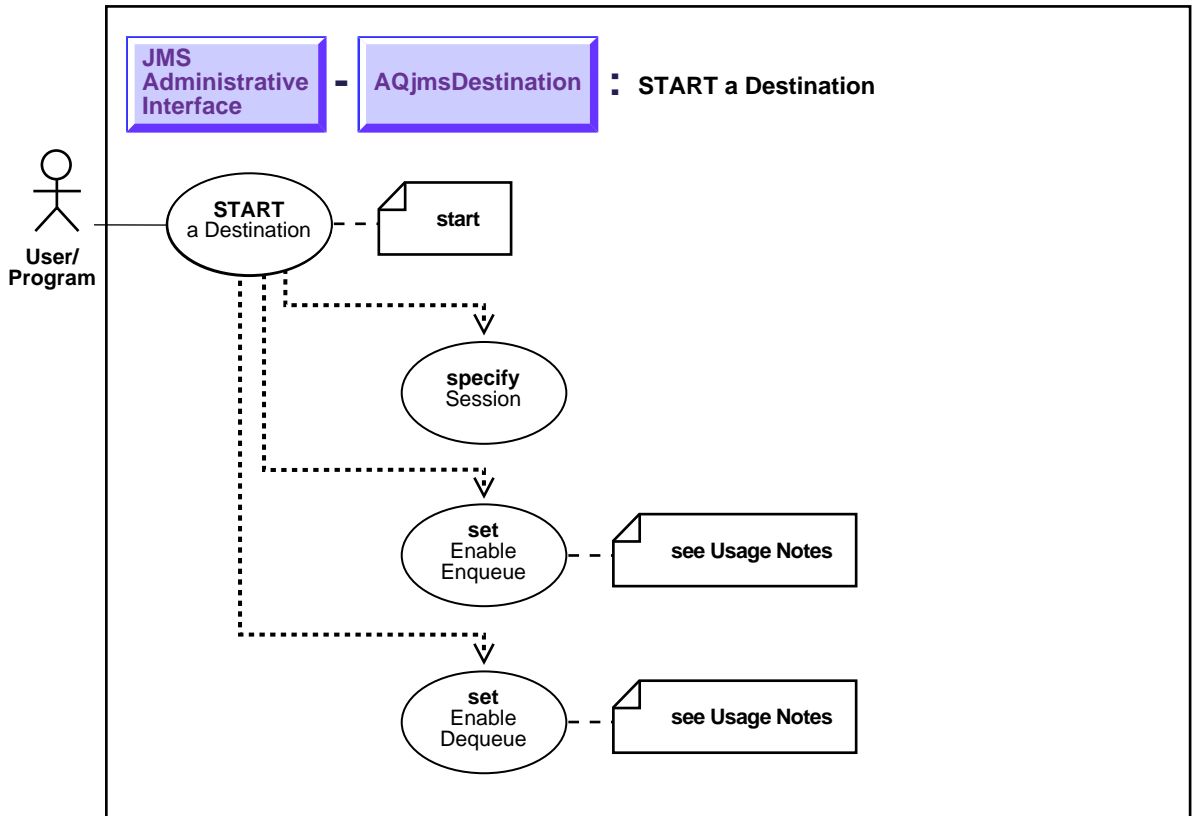 JMS
Administrative
Interface
-
AQjmsDestination
:
START a Destination
START
a Destination
start
User/
Program
specify
Session
set
Enable
Enqueue
see Usage Notes
set
Enable
Dequeue
see Usage Notes